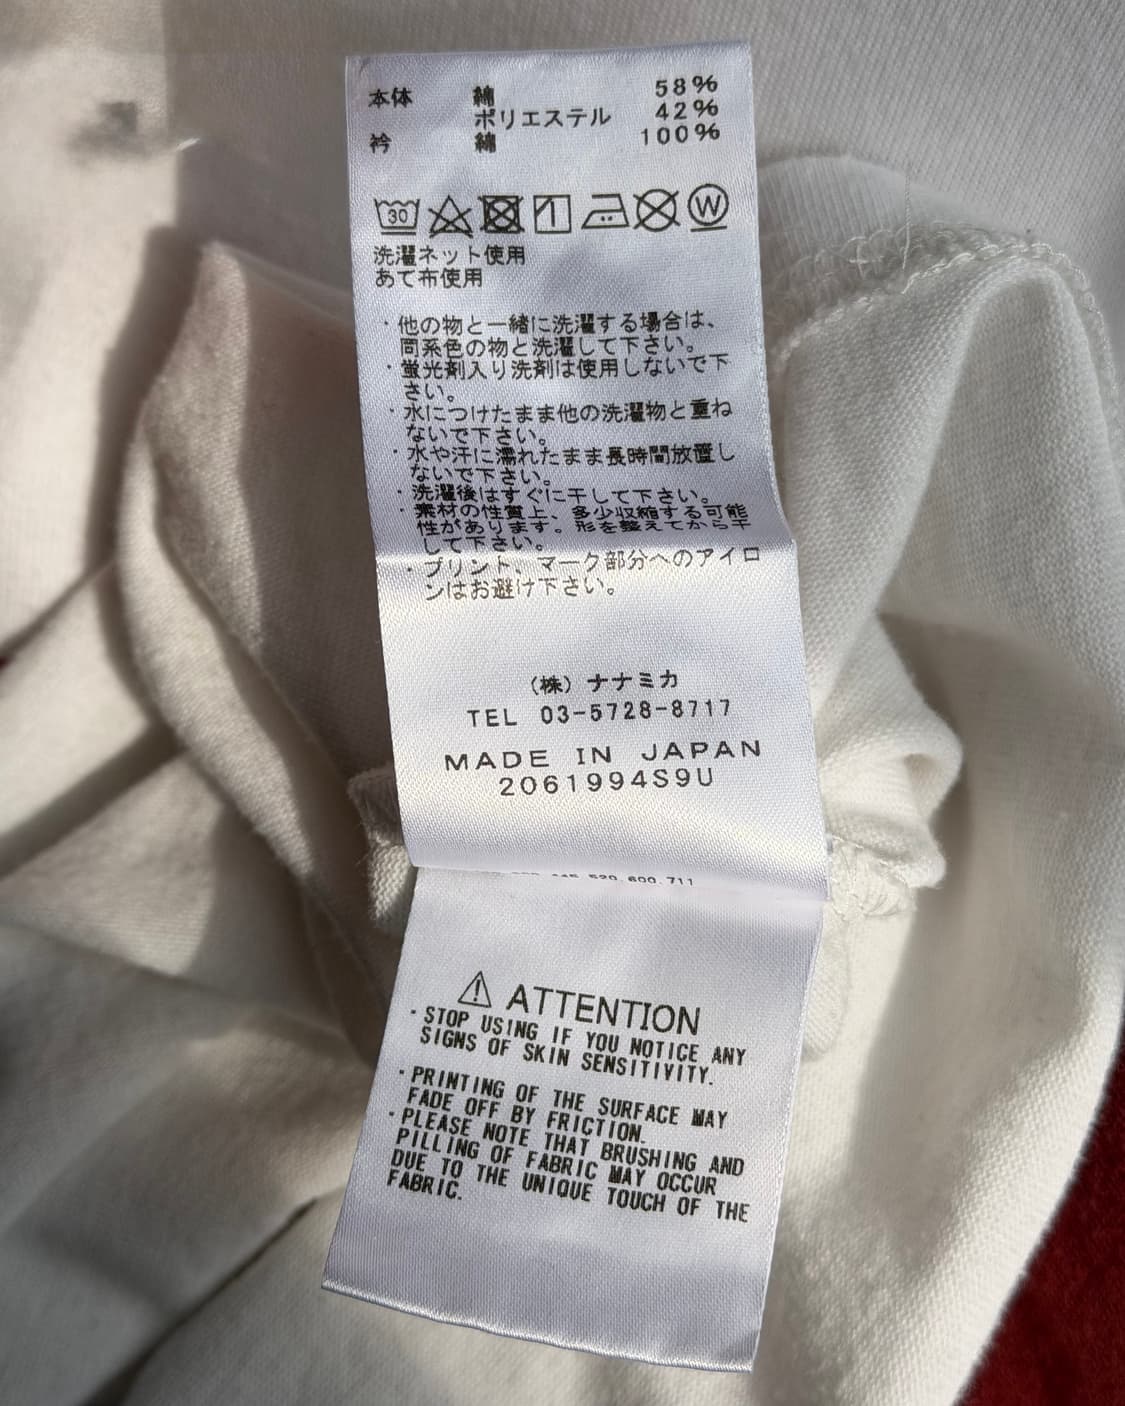 本体 綿 58%
ポリエステル 42%
衿 綿 100%
30 W
洗濯ネット使用
あて布使用
・他の物と一緒に洗濯する場合は、
同系色の物と洗濯して下さい。
・蛍光剤入り洗剤は使用しないで下
さい。
・水につけたまま他の洗濯物と重ね
ないで下さい。
・水や汗に濡れたまま長時間放置し
ないで下さい。
・洗濯後はすぐに干して下さい。
・素材の性質上、多少収縮する可能
性があります。形を整えてから干
して下さい。
・プリント、マーク部分へのアイロ
ンはお避け下さい。
(株)ナナミカ
TEL 03-5728-8717
MADE IN JAPAN
2061994S9U
520.600.711
ATTENTION
・STOP USING IF YOU NOTICE ANY
SIGNS OF SKIN SENSITIVITY.
・PRINTING OF THE SURFACE MAY
FADE OFF BY FRICTION.
・PLEASE NOTE THAT BRUSHING AND
PILLING OF FABRIC MAY OCCUR
DUE TO THE UNIQUE TOUCH OF THE
FABRIC.